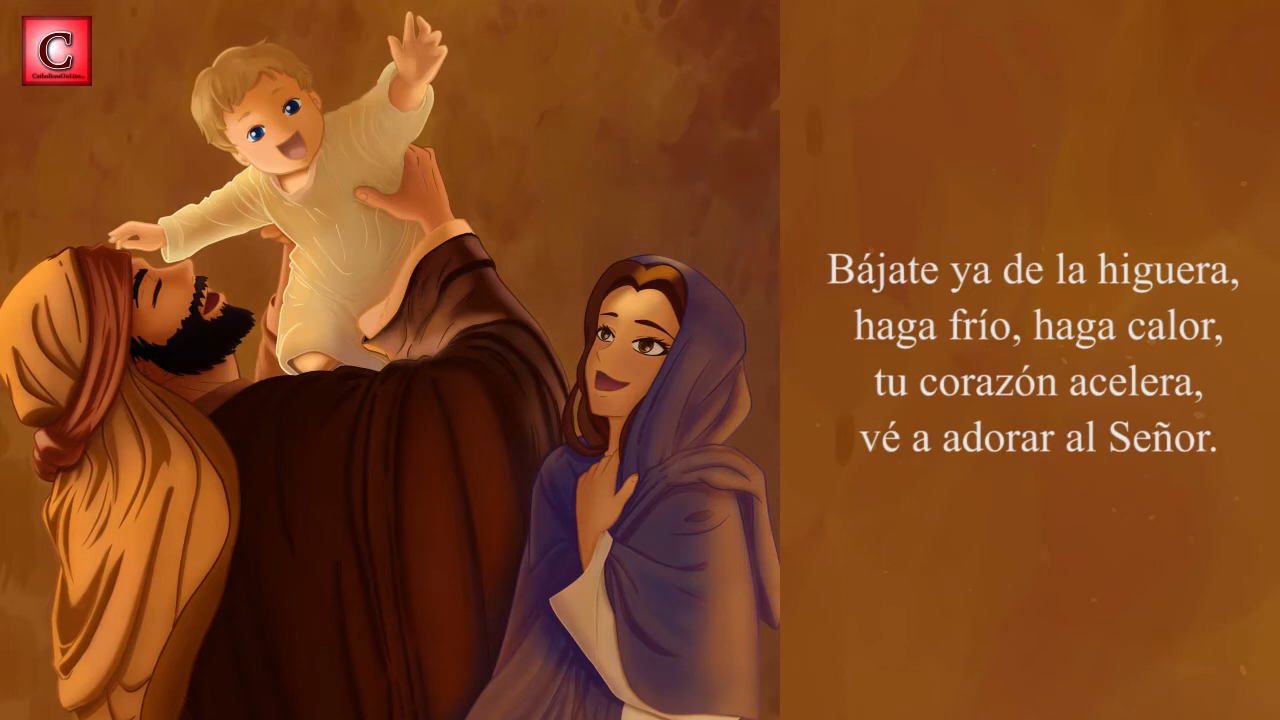 C
Bájate ya de la higuera,
haga frío, haga calor,
tu corazón acelera,
vé a adorar al Señor.